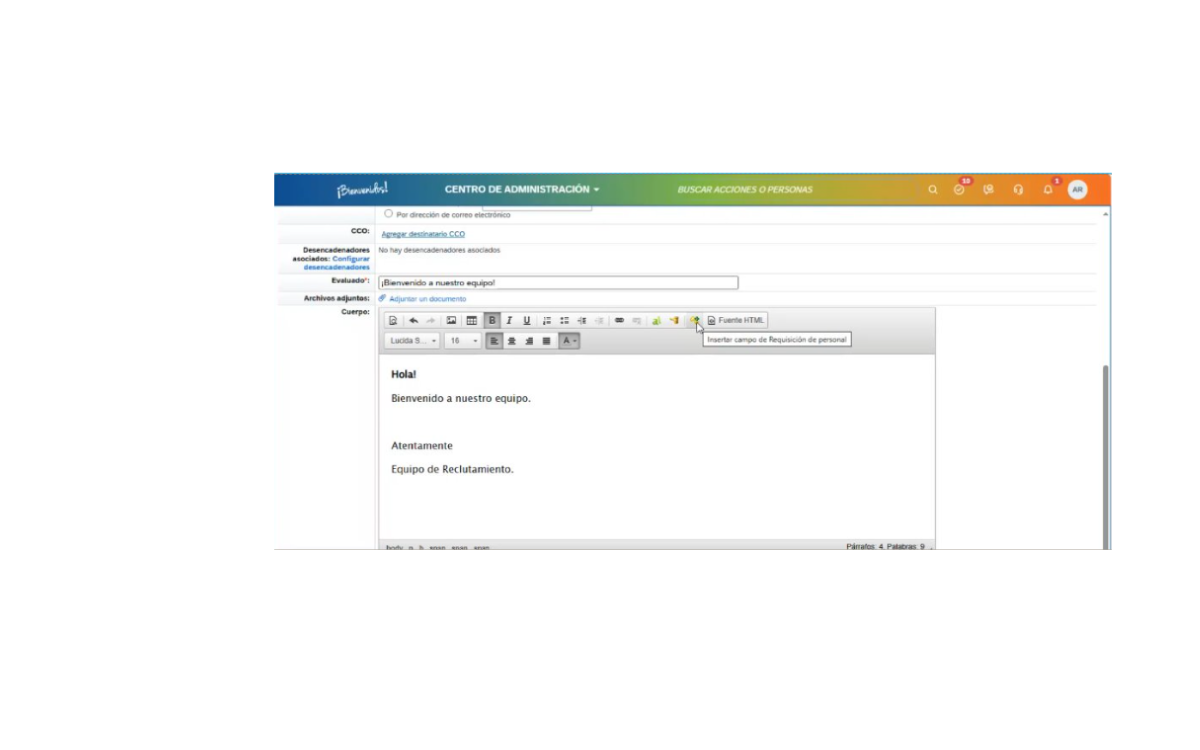 ¡Bienvenid@s! CENTRO DE ADMINISTRACIÓN BUSCAR ACCIONES O PERSONAS AR
Por dirección de correo electrónico
CCO: Agregar destinatario CCO
Desencadenadores asociados: Configurar desencadenadores No hay desencadenadores asociados
Evaluado*: ¡Bienvenido a nuestro equipo!
Archivos adjuntos: Adjuntar un documento
Cuerpo:
B I U Fuente HTML
Lucida S... 16 A
Insertar campo de Requisición de personal
Hola!
Bienvenido a nuestro equipo.
Atentamente
Equipo de Reclutamiento.
body p b span span span Párrafos: 4, Palabras: 9